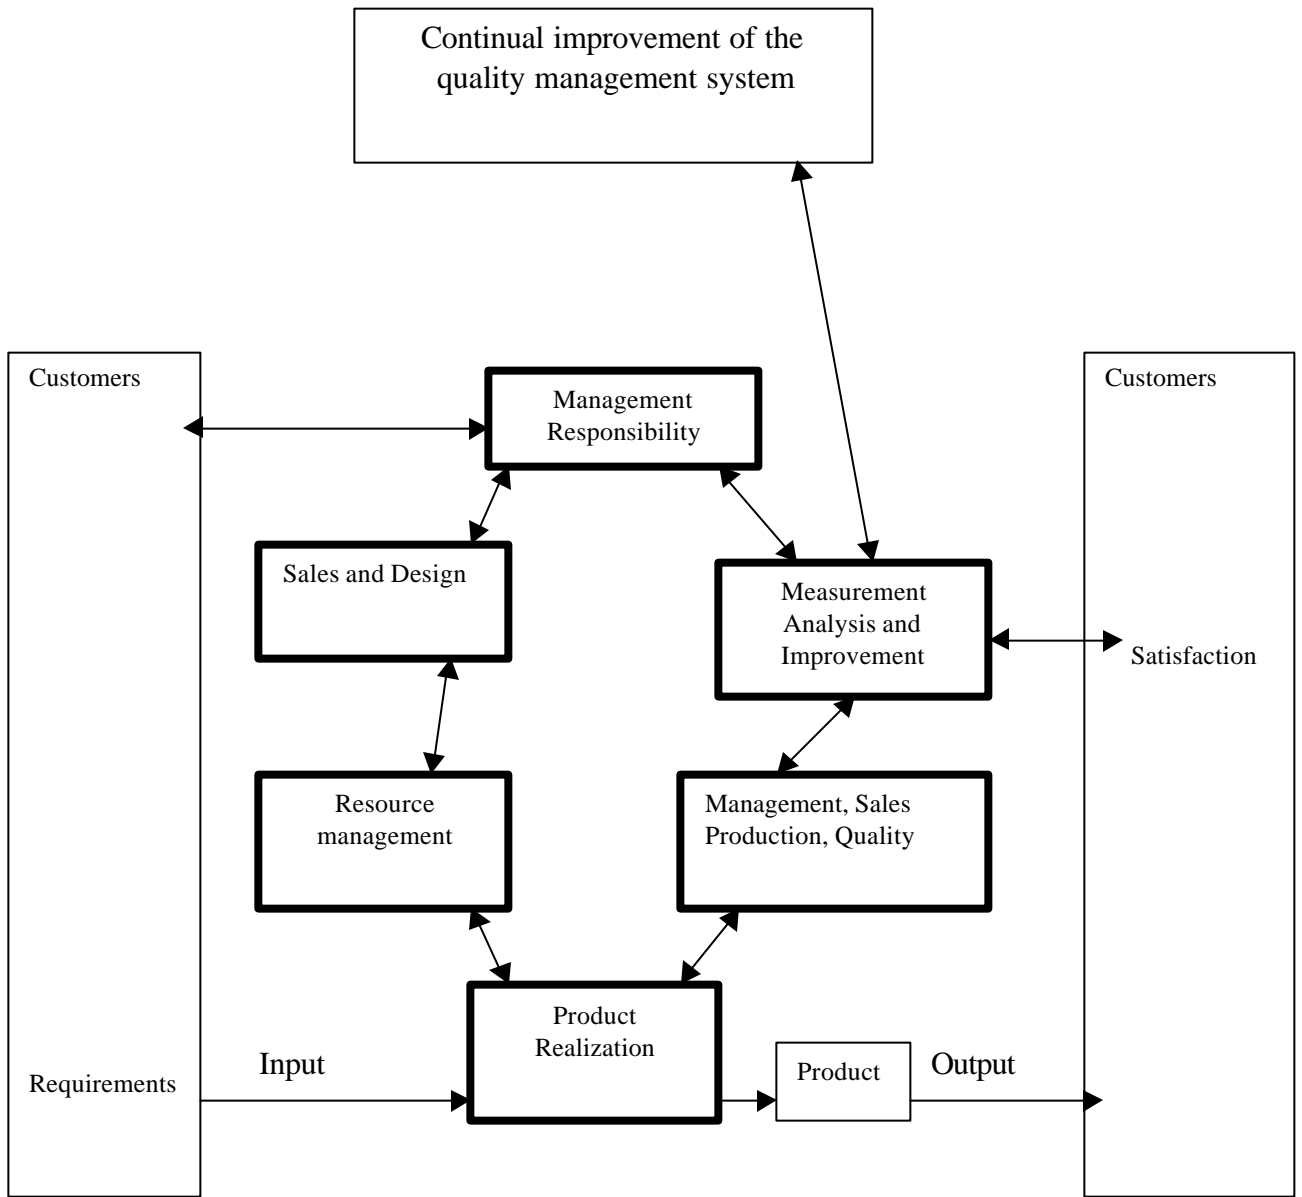 Continual improvement of the
quality management system
Customers
Management
Responsibility
Customers
Sales and Design
Measurement
Analysis and
Improvement
Satisfaction
Resource
management
Management, Sales
Production, Quality
Product
Realization
Input
Requirements
Product
Output